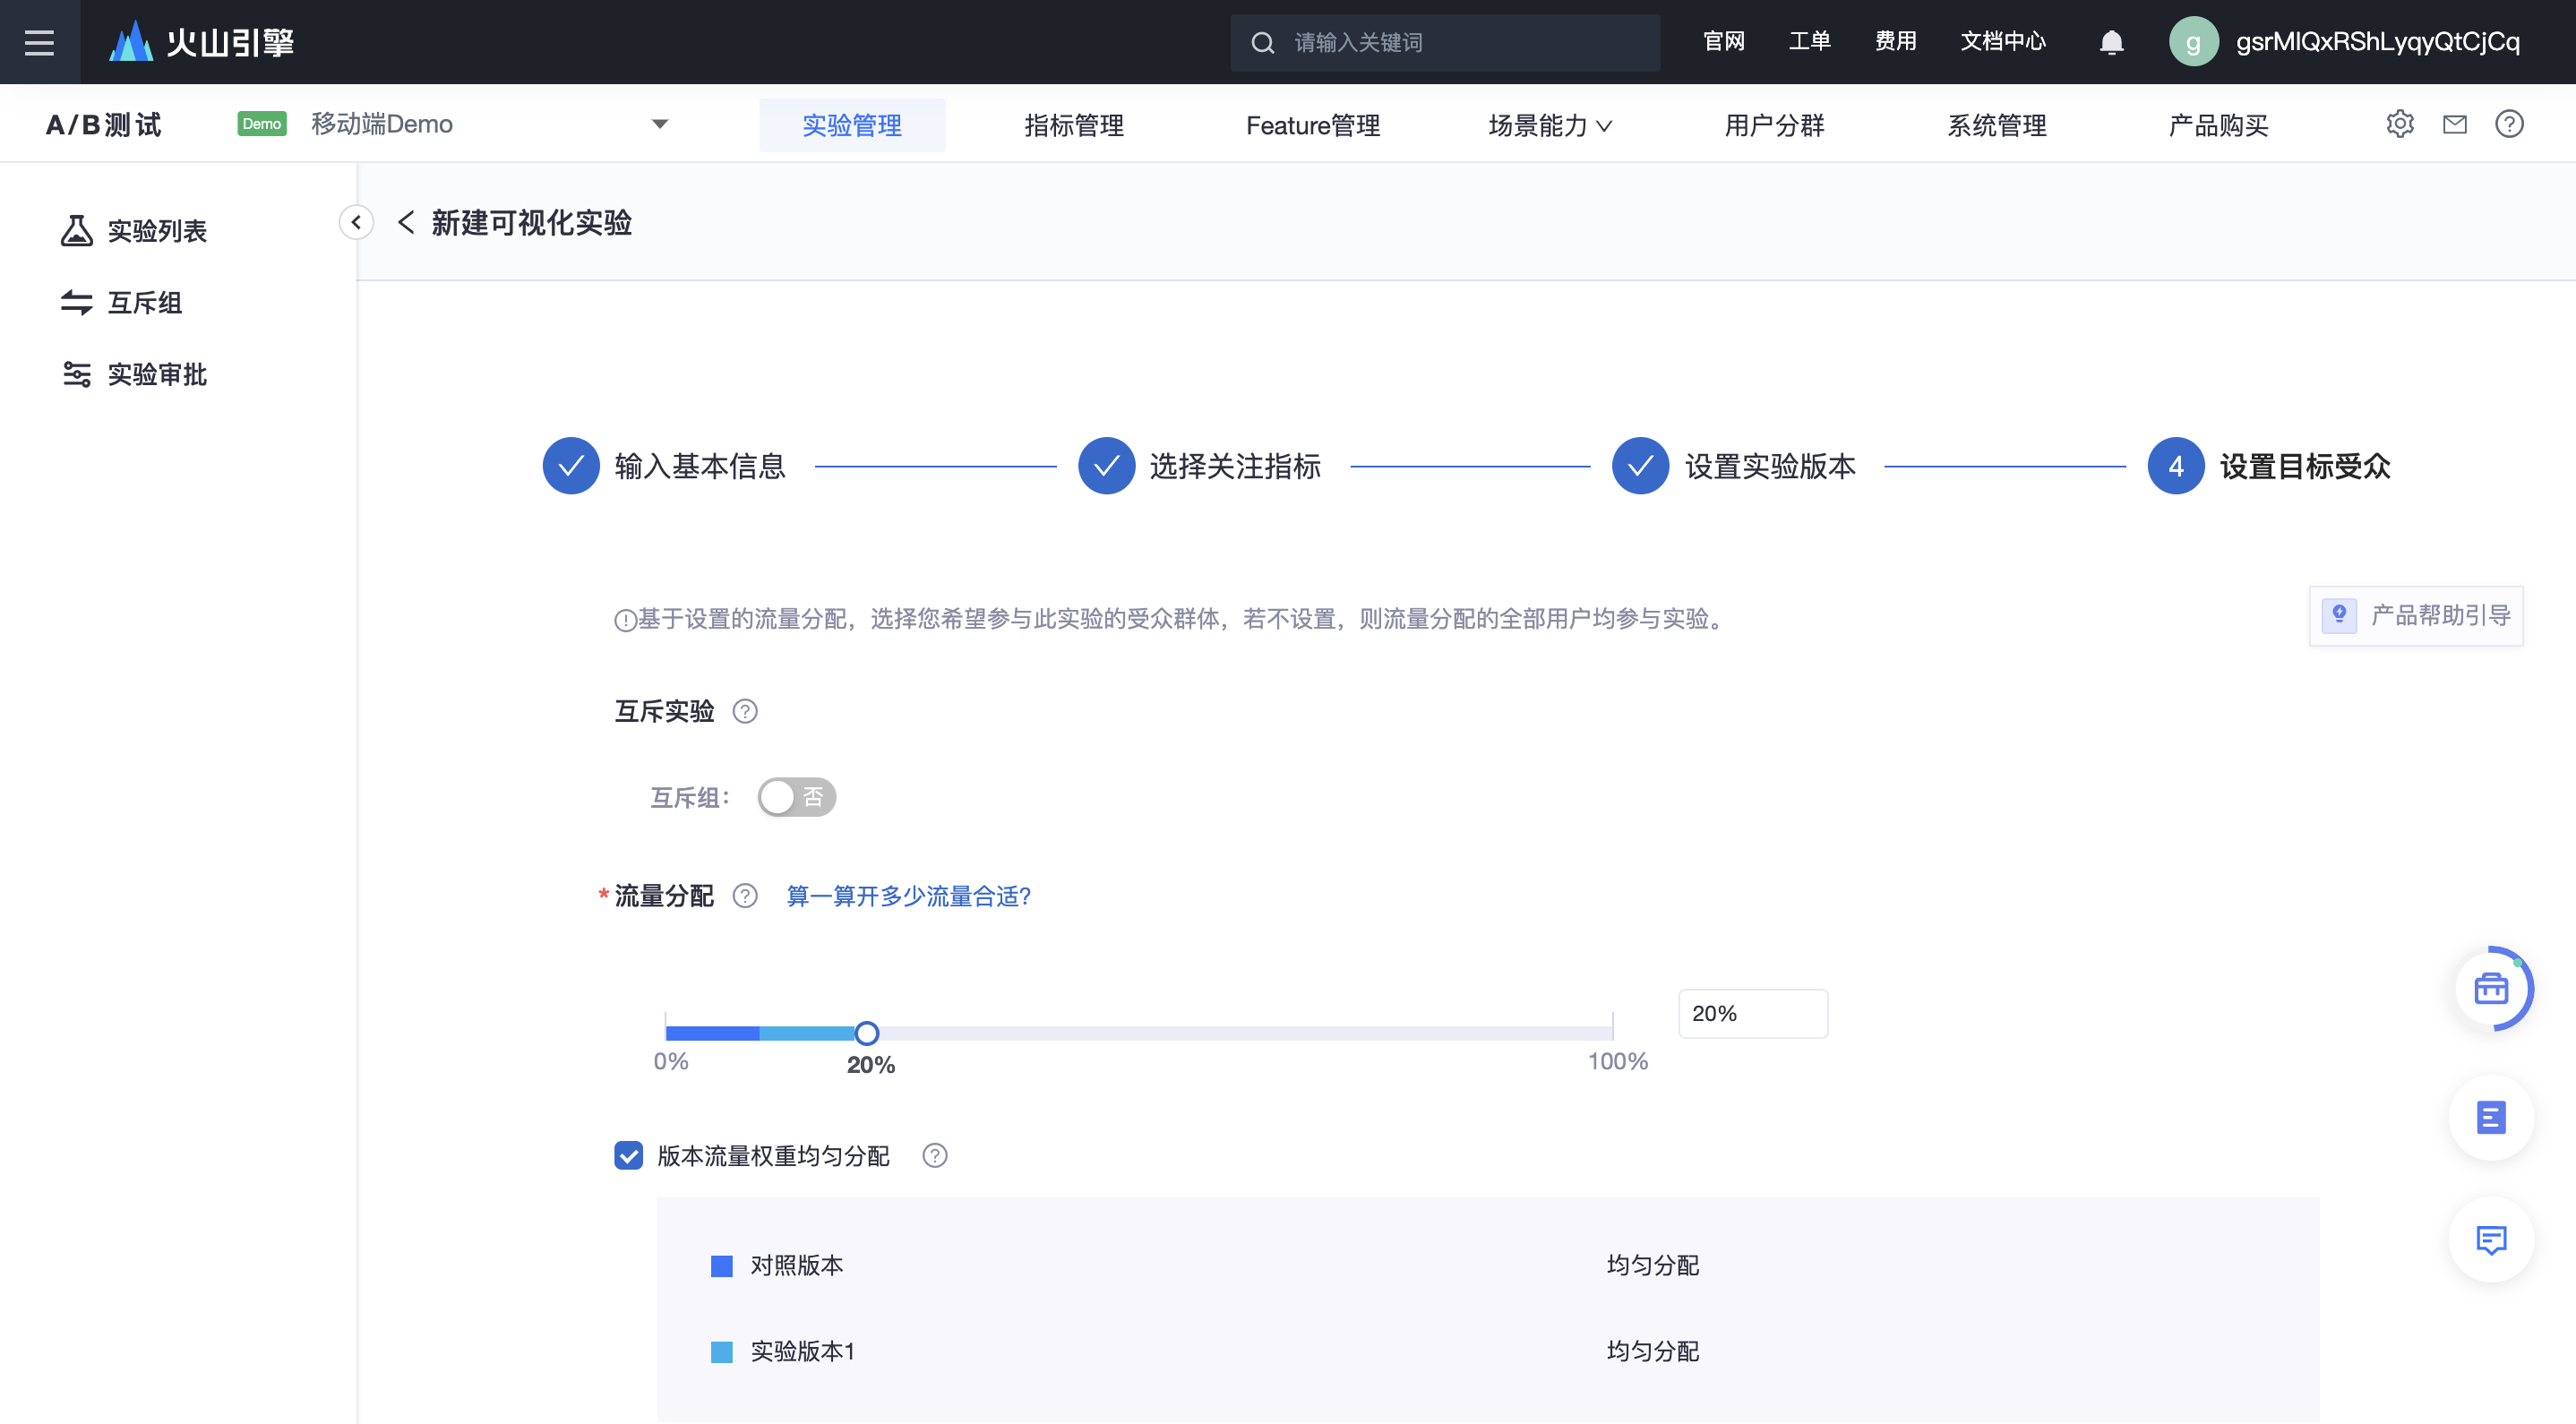 火山引擎
请输入关键词
官网 工单 费用 文档中心
g gsrMlQxRShLyqyQtCjCq
A/B测试 Demo 移动端Demo 实验管理 指标管理 Feature管理 场景能力 用户分群 系统管理 产品购买
实验列表
互斥组
实验审批
新建可视化实验
输入基本信息 选择关注指标 设置实验版本 4 设置目标受众
基于设置的流量分配，选择您希望参与此实验的受众群体，若不设置，则流量分配的全部用户均参与实验。
产品帮助引导
互斥实验
互斥组： 否
*流量分配 算一算开多少流量合适?
20%
0% 20% 100%
版本流量权重均匀分配
对照版本 均匀分配
实验版本1 均匀分配